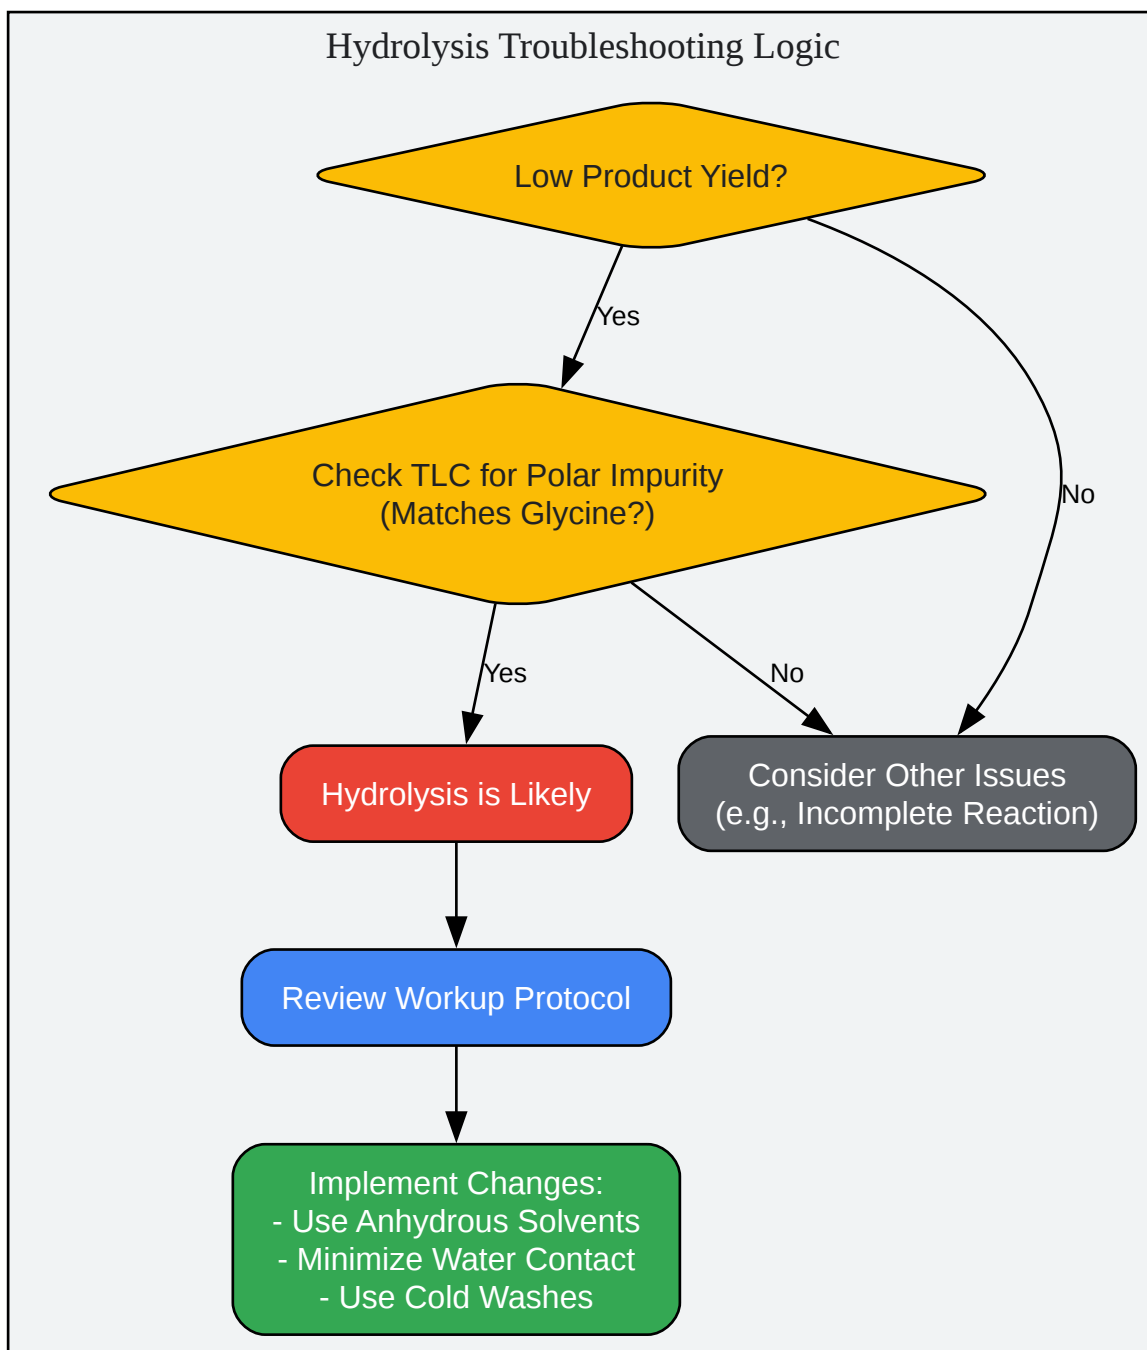 Hydrolysis Troubleshooting Logic
Low Product Yield?
Yes
No
Check TLC for Polar Impurity
(Matches Glycine?)
Yes
No
Hydrolysis is Likely
Consider Other Issues
(e.g., Incomplete Reaction)
Review Workup Protocol
Implement Changes:
- Use Anhydrous Solvents
- Minimize Water Contact
- Use Cold Washes